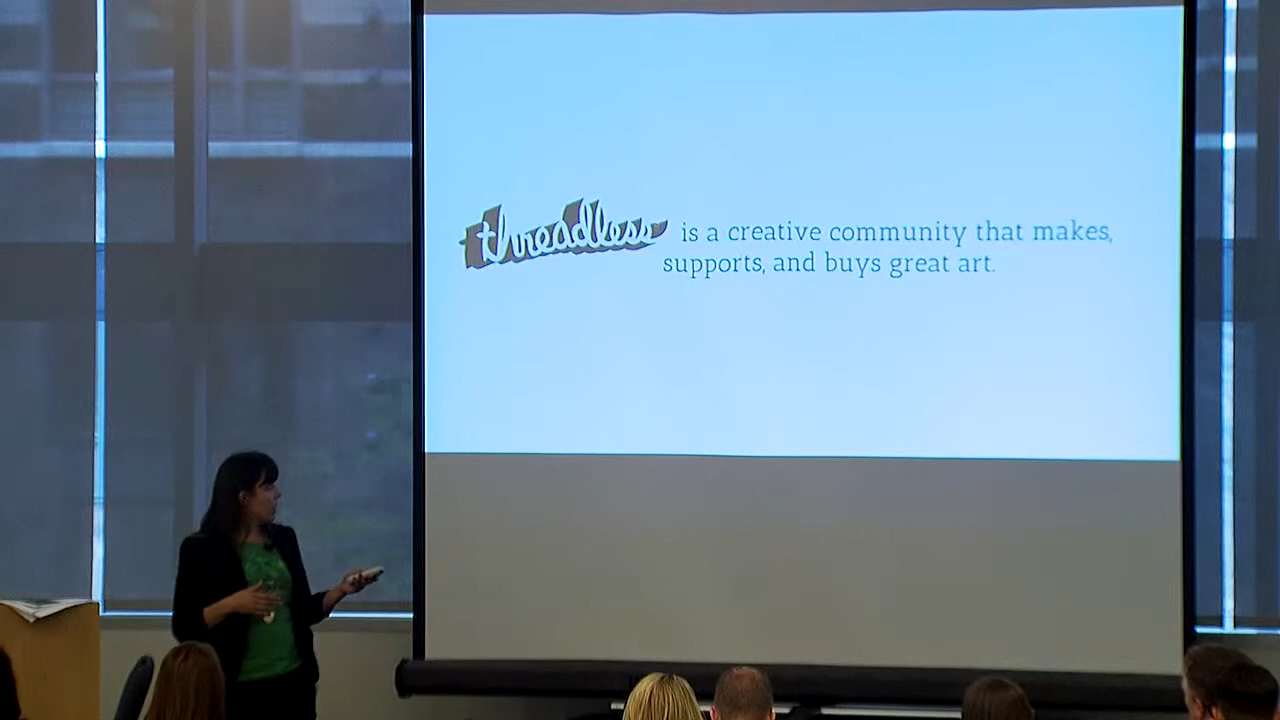 threadless is a creative community that makes,
supports, and buys great art.